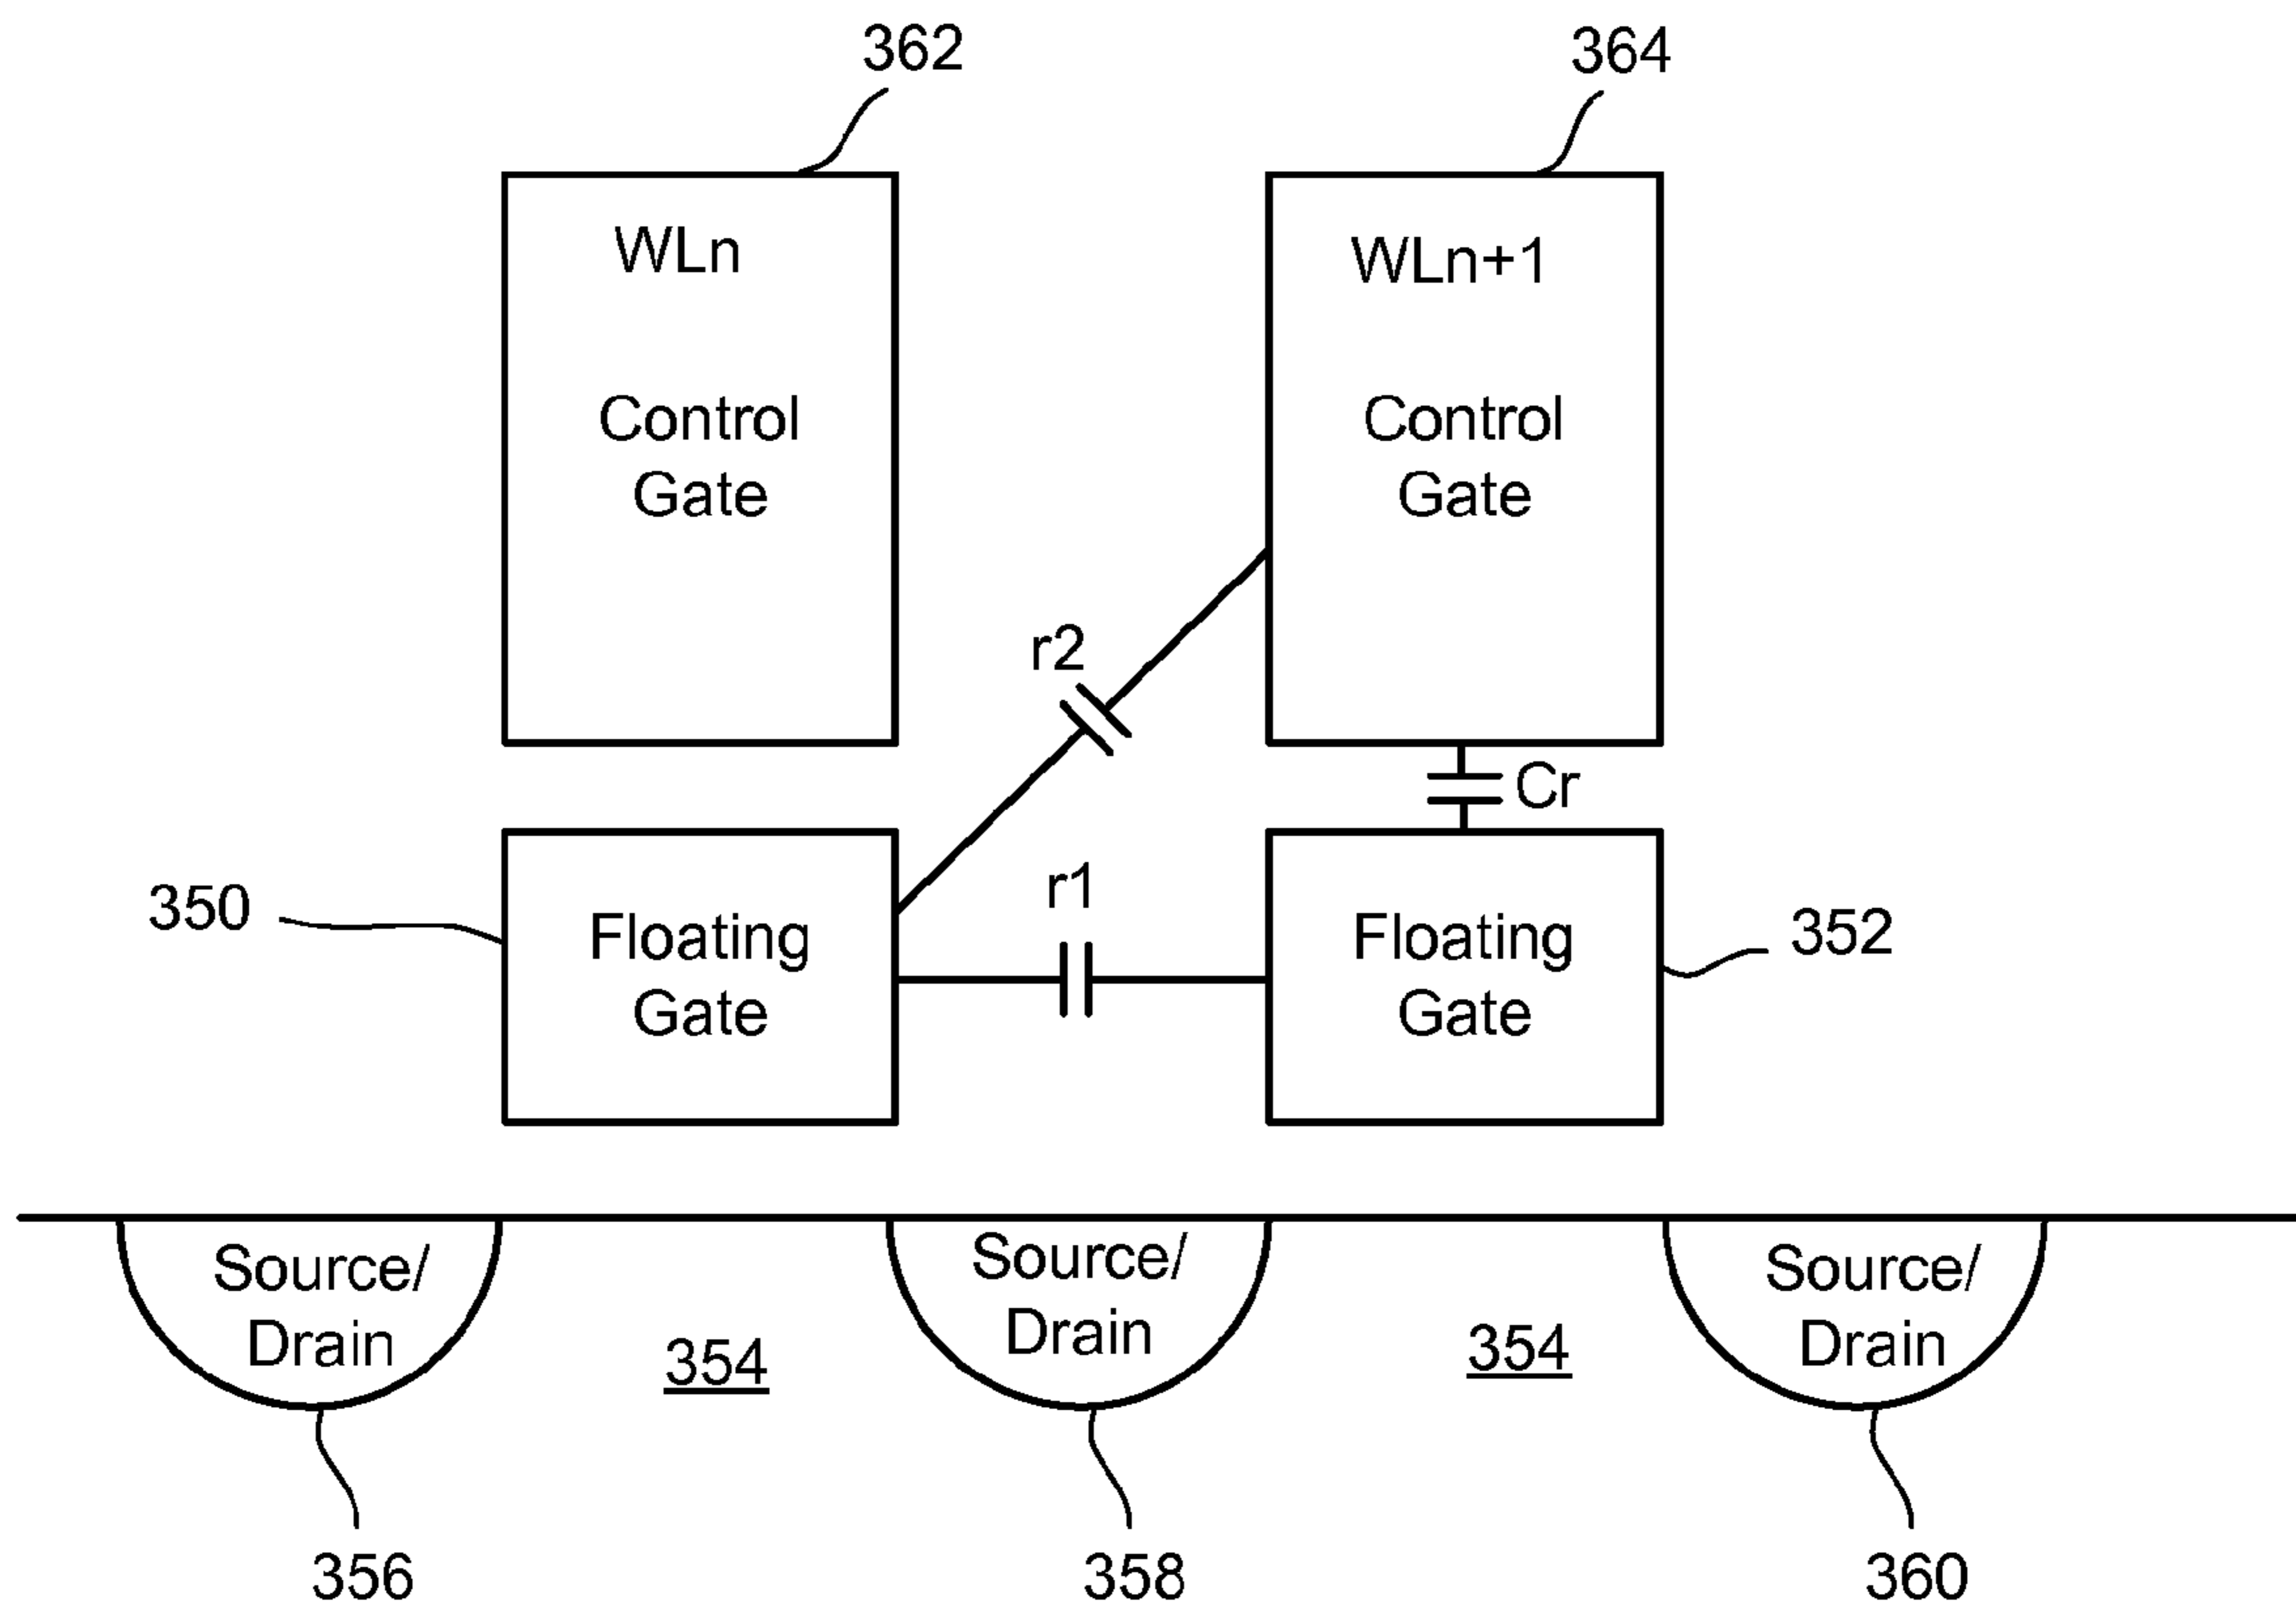 362
364
WLn
Control
Gate
WLn+1
Control
Gate
r2
Cr
r1
350
Floating
Gate
Floating
Gate
352
Source/
Drain
354
Source/
Drain
354
Source/
Drain
356
358
360